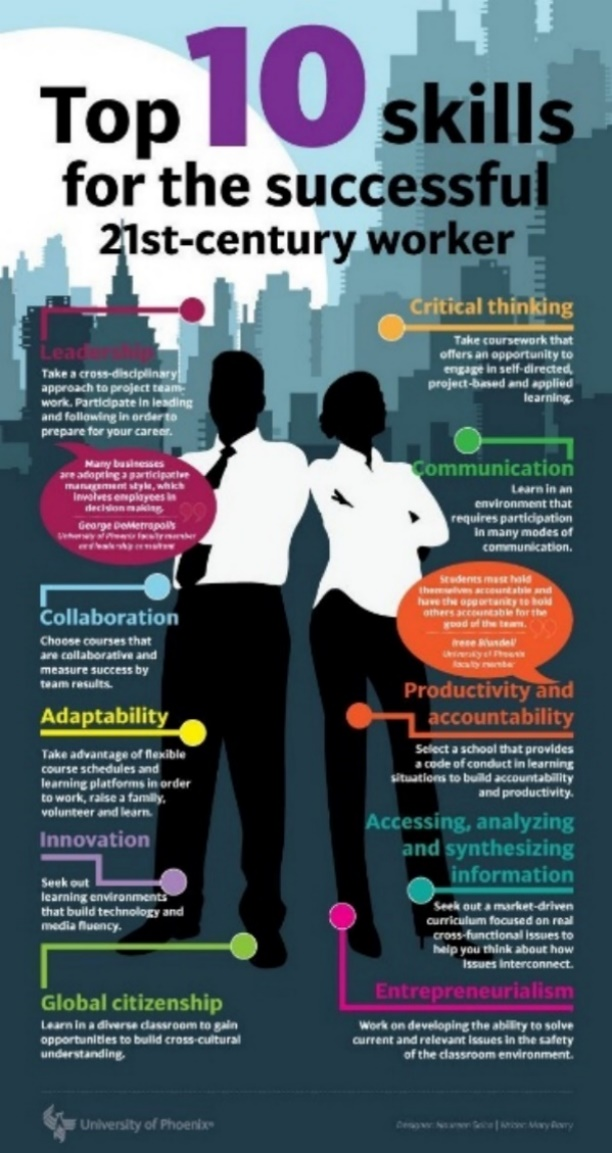 Top 10 skills
for the successful
21st-century worker
Leadership
Take a cross-disciplinary
approach to project team-
work. Participate in leading
and following in order to
prepare for your career.
Many businesses
are adopting a participative
management style, which
involves employees in
decision making.
George DeMetropolis
University of Phoenix faculty member
and leadership consultant
Collaboration
Choose courses that
are collaborative and
measure success by
team results.
Adaptability
Take advantage of flexible
course schedules and
learning platforms in order
to work, raise a family,
volunteer and learn.
Innovation
Seek out
learning environments
that build technology and
media fluency.
Global citizenship
Learn in a diverse classroom to gain
opportunities to build cross-cultural
understanding.
Critical thinking
Take coursework that
offers an opportunity to
engage in self-directed,
project-based and applied
learning.
Communication
Learn in an
environment that
requires participation
in many modes of
communication.
Students must hold
themselves accountable and
have the opportunity to hold
others accountable for the
good of the team.
Irene Blundell
University of Phoenix
faculty member
Productivity and
accountability
Select a school that provides
a code of conduct in learning
situations to build accountability
and productivity.
Accessing, analyzing
and synthesizing
information
Seek out a market-driven
curriculum focused on real
cross-functional issues to
help you think about how
issues interconnect.
Entrepreneurialism
Work on developing the ability to solve
current and relevant issues in the safety
of the classroom environment.
University of Phoenix
Designer: | Writer: Mary Barry